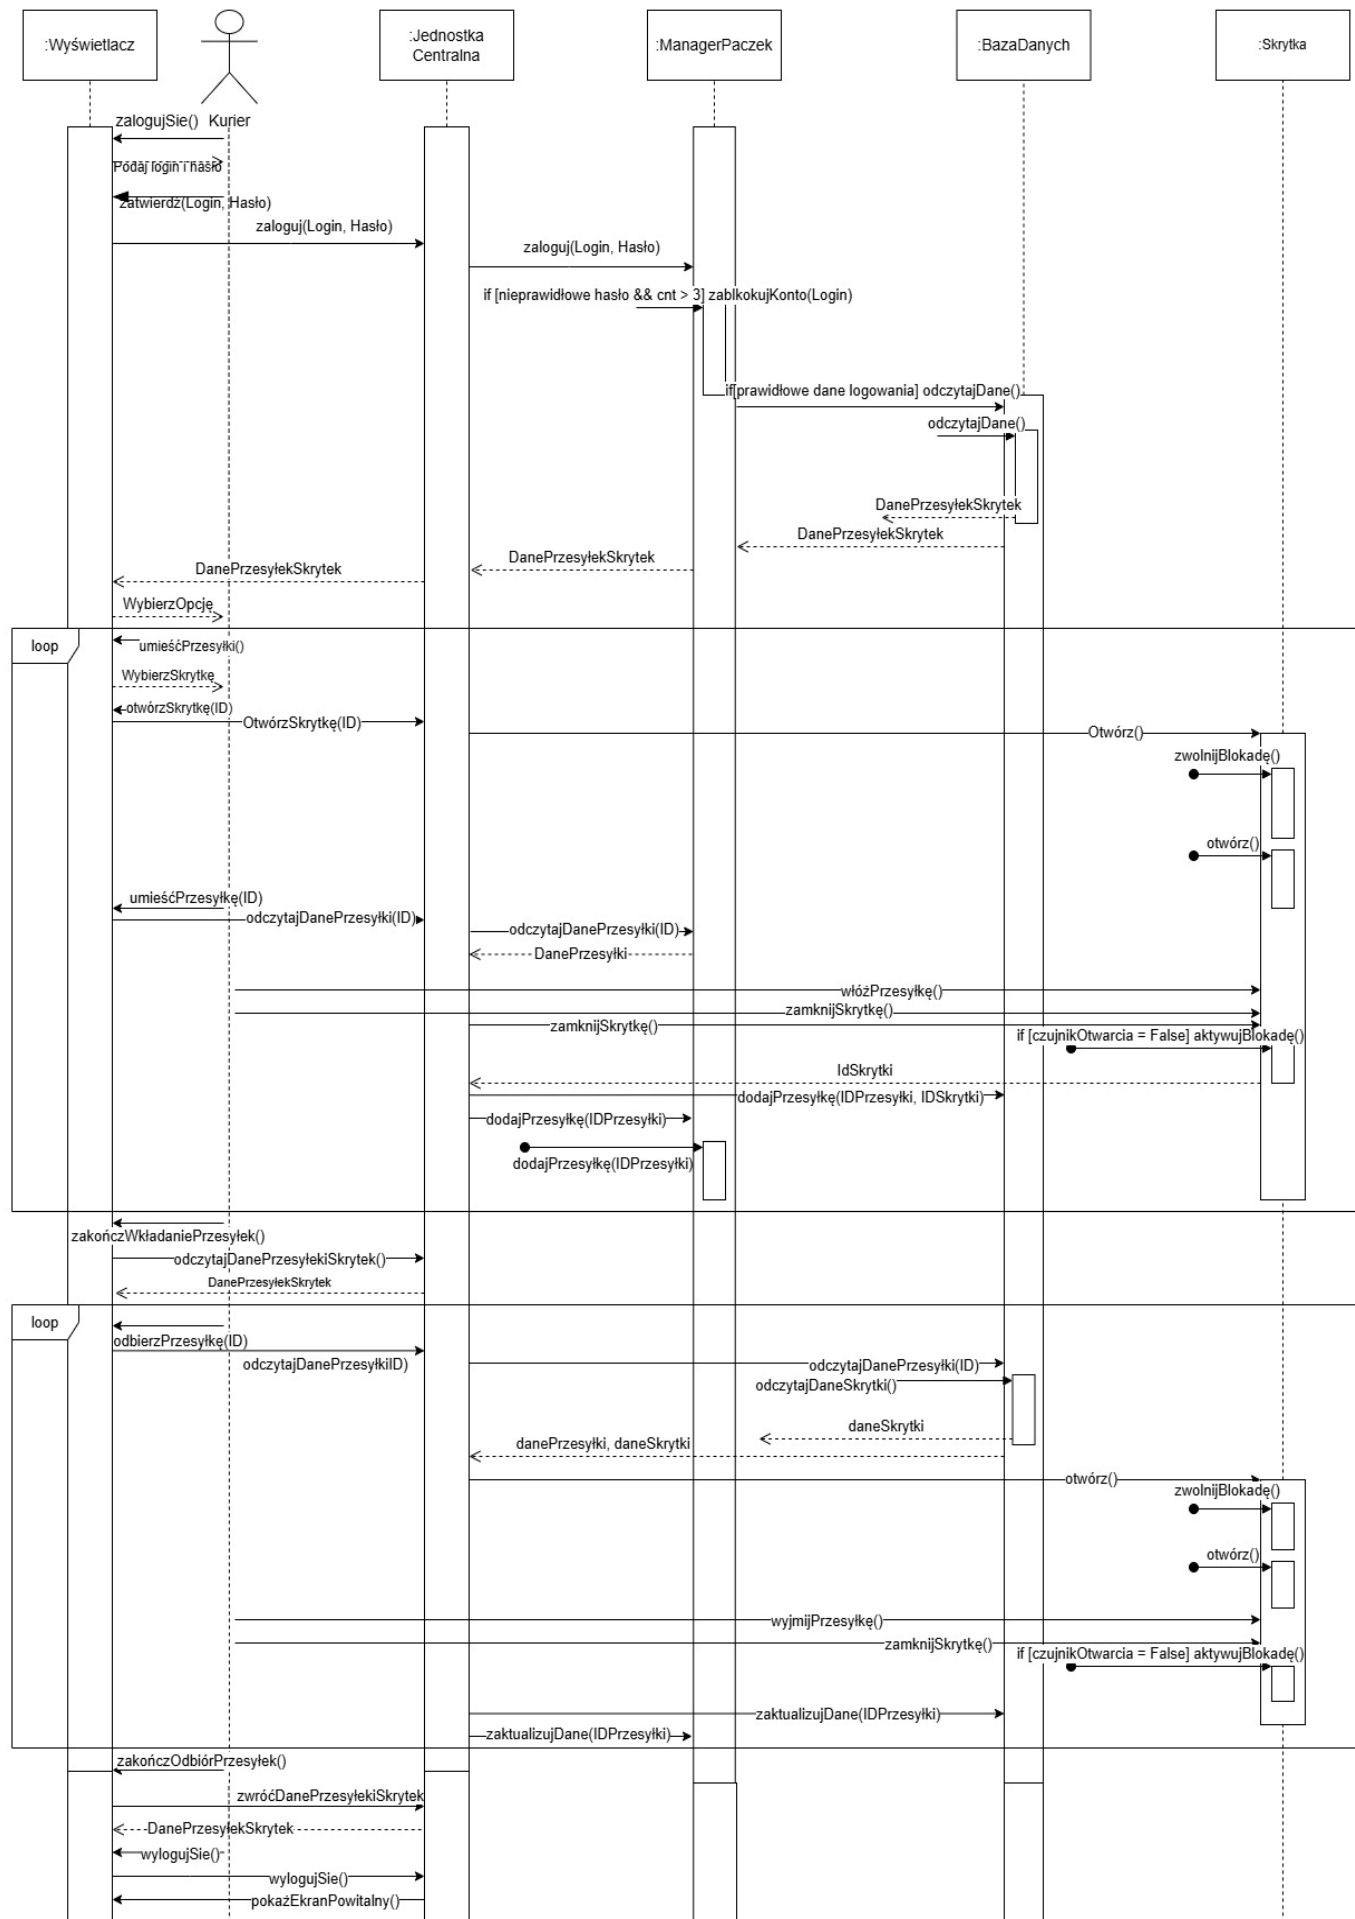 :Wyświetlacz
:Jednostka
Centralna
:ManagerPaczek
:BazaDanych
:Skrytka
zalogujSie()
Kurier
Podaj login i hasło
zatwierdź(Login, Hasło)
zaloguj(Login, Hasło)
zaloguj(Login, Hasło)
if [nieprawidłowe hasło && cnt > 3] zablkokujKonto(Login)
if[prawidłowe dane logowania] odczytajDane()
odczytajDane()
DanePrzesyłekSkrytek
DanePrzesyłekSkrytek
DanePrzesyłekSkrytek
DanePrzesyłekSkrytek
WybierzOpcję
loop
umieśćPrzesyłki()
WybierzSkrytkę
otwórzSkrytkę(ID)
OtwórzSkrytkę(ID)
Otwórz()
zwolnijBlokadę()
otwórz()
umieśćPrzesyłkę(ID)
odczytajDanePrzesyłki(ID)
odczytajDanePrzesyłki(ID)
DanePrzesyłki
włóżPrzesyłkę()
zamknijSkrytkę()
zamknijSkrytkę()
if [czujnikOtwarcia = False] aktywujBlokadę()
IdSkrytki
dodajPrzesyłkę(IDPrzesyłki, IDSkrytki)
dodajPrzesyłkę(IDPrzesyłki)
dodajPrzesyłkę(IDPrzesyłki)
zakończWkładaniePrzesyłek()
odczytajDanePrzesyłekiSkrytek()
DanePrzesyłekSkrytek
loop
odbierzPrzesyłkę(ID)
odczytajDanePrzesyłkiID)
odczytajDanePrzesyłki(ID)
odczytajDaneSkrytki()
daneSkrytki
danePrzesyłki, daneSkrytki
otwórz()
zwolnijBlokadę()
otwórz()
wyjmijPrzesyłkę()
zamknijSkrytkę()
if [czujnikOtwarcia = False] aktywujBlokadę()
zaktualizujDane(IDPrzesyłki)
zaktualizujDane(IDPrzesyłki)
zakończOdbiórPrzesyłek()
zwróćDanePrzesyłekiSkrytek
DanePrzesyłekSkrytek
wylogujSie()
wylogujSie()
pokażEkranPowitalny()